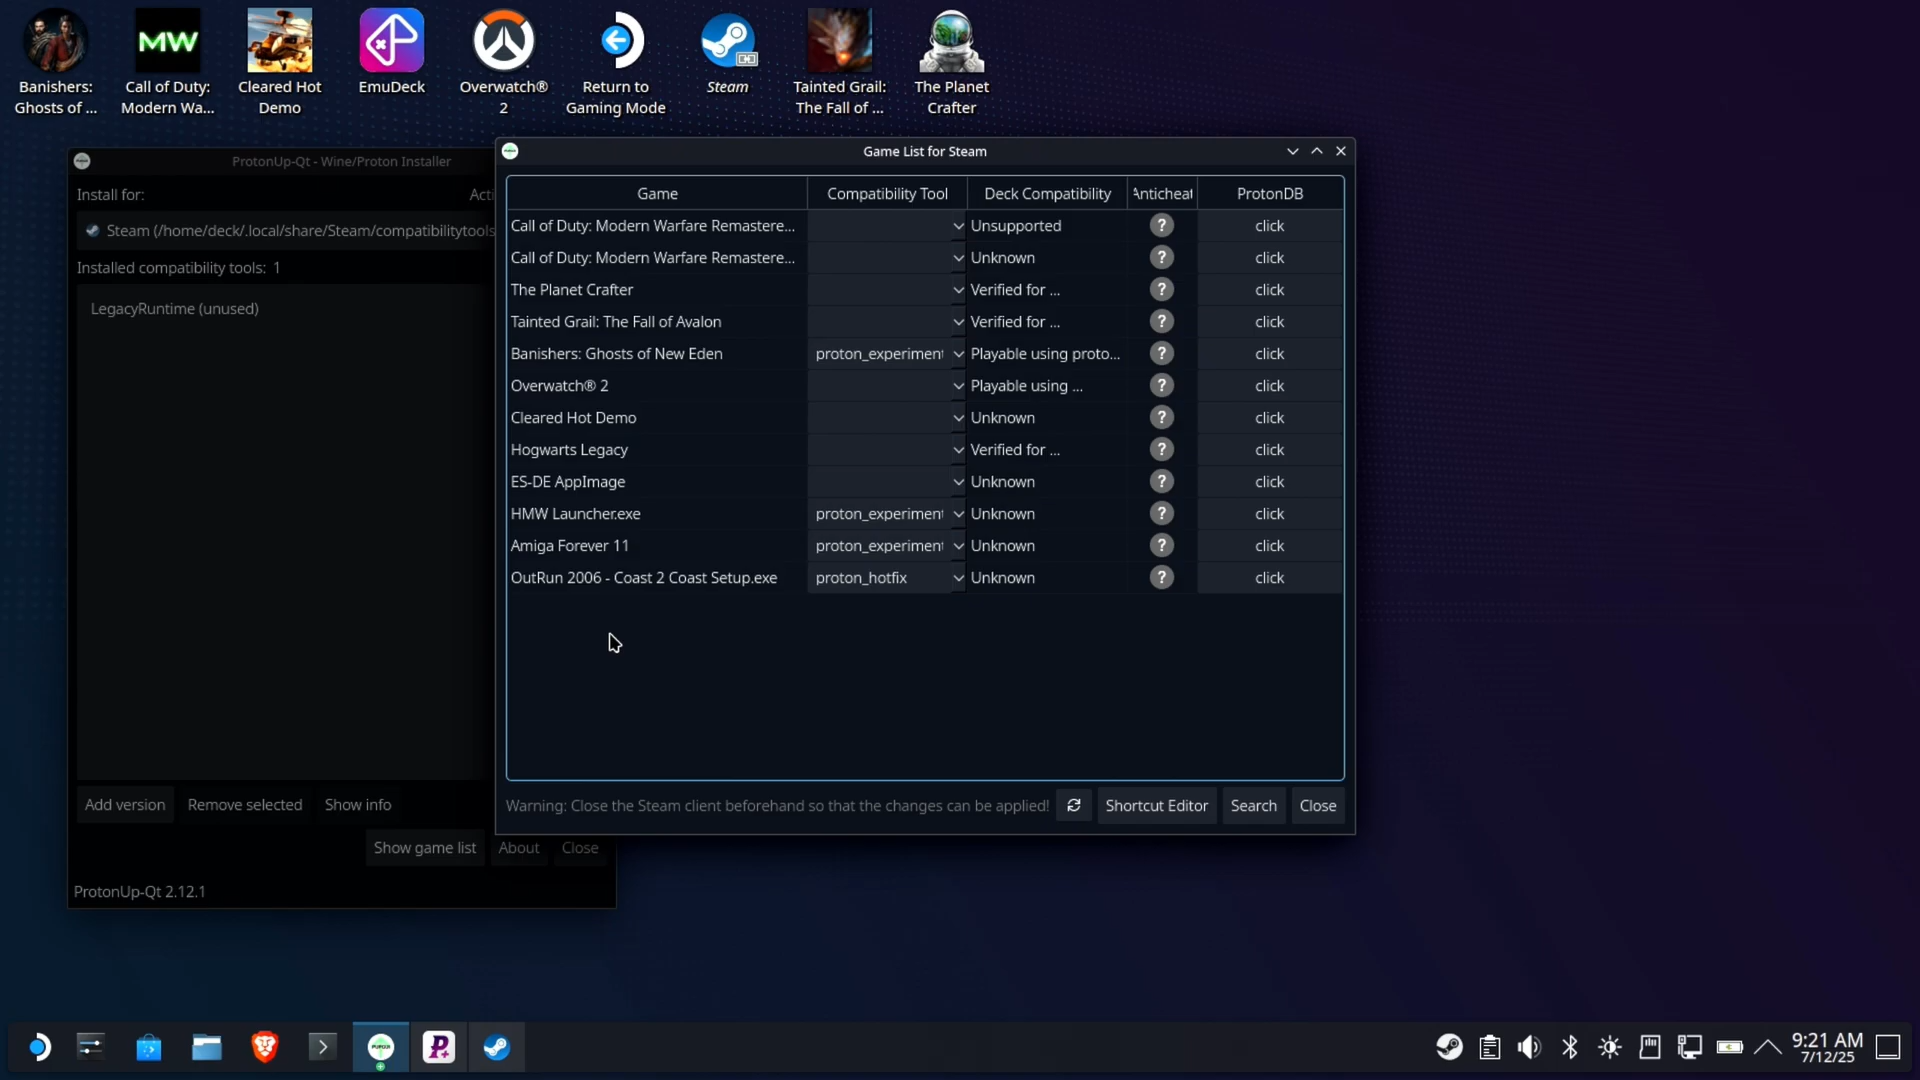 Banishers:
Ghosts of ...
Call of Duty:
Modern Wa...
Cleared Hot
Demo
EmuDeck
Overwatch®
2
Return to
Gaming Mode
Steam
Tainted Grail:
The Fall of ...
The Planet
Crafter
MW
ProtonUp-Qt - Wine/Proton Installer
Install for:
Acti
Steam (/home/deck/.local/share/Steam/compatibilitytools
Installed compatibility tools: 1
LegacyRuntime (unused)
Add version
Remove selected
Show info
Show game list
About
Close
ProtonUp-Qt 2.12.1
Game List for Steam
Game Compatibility Tool Deck Compatibility Anticheat ProtonDB
Call of Duty: Modern Warfare Remastere... Unsupported ? click
Call of Duty: Modern Warfare Remastere... Unknown ? click
The Planet Crafter Verified for ... ? click
Tainted Grail: The Fall of Avalon Verified for ... ? click
Banishers: Ghosts of New Eden proton_experiment Playable using proto... ? click
Overwatch® 2 Playable using ... ? click
Cleared Hot Demo Unknown ? click
Hogwarts Legacy Verified for ... ? click
ES-DE AppImage Unknown ? click
HMW Launcher.exe proton_experiment Unknown ? click
Amiga Forever 11 proton_experiment Unknown ? click
OutRun 2006 - Coast 2 Coast Setup.exe proton_hotfix Unknown ? click
Warning: Close the Steam client beforehand so that the changes can be applied!
Shortcut Editor
Search
Close
9:21 AM
7/12/25